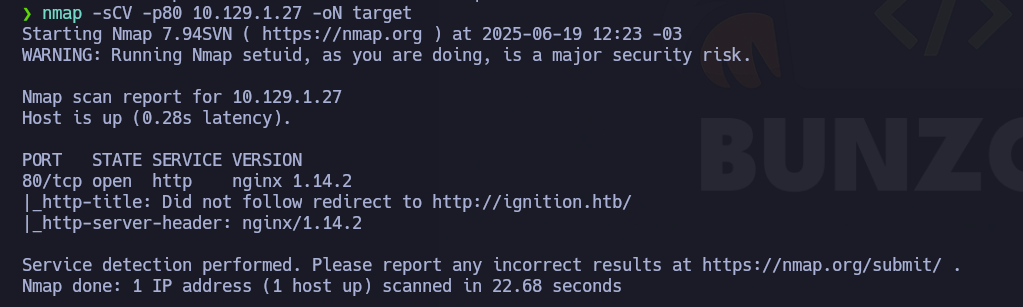 ❯ nmap -sCV -p80 10.129.1.27 -oN target
Starting Nmap 7.94SVN ( https://nmap.org ) at 2025-06-19 12:23 -03
WARNING: Running Nmap setuid, as you are doing, is a major security risk.
Nmap scan report for 10.129.1.27
Host is up (0.28s latency).
PORT   STATE SERVICE VERSION
80/tcp open  http    nginx 1.14.2
|_http-title: Did not follow redirect to http://ignition.htb/
|_http-server-header: nginx/1.14.2
Service detection performed. Please report any incorrect results at https://nmap.org/submit/ .
Nmap done: 1 IP address (1 host up) scanned in 22.68 seconds
</>
BUNZO